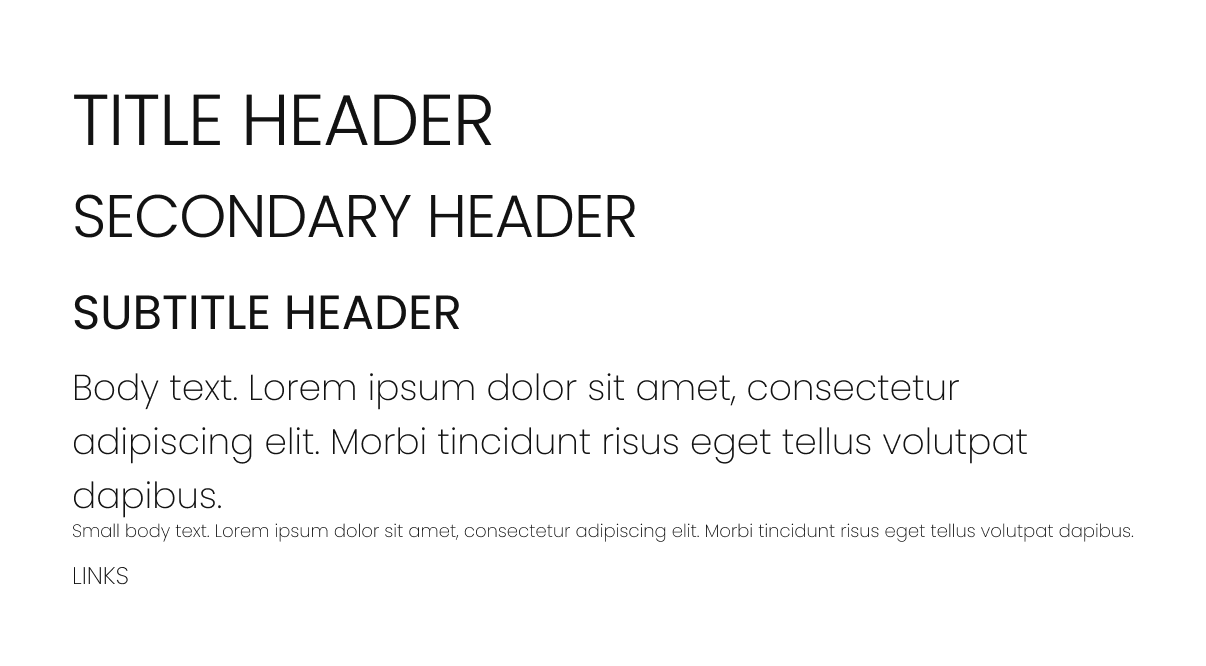 TITLE HEADER
SECONDARY HEADER
SUBTITLE HEADER
Body text. Lorem ipsum dolor sit amet, consectetur
adipiscing elit. Morbi tincidunt risus eget tellus volutpat
dapibus.
Small body text. Lorem ipsum dolor sit amet, consectetur adipiscing elit. Morbi tincidunt risus eget tellus volutpat dapibus.
LINKS